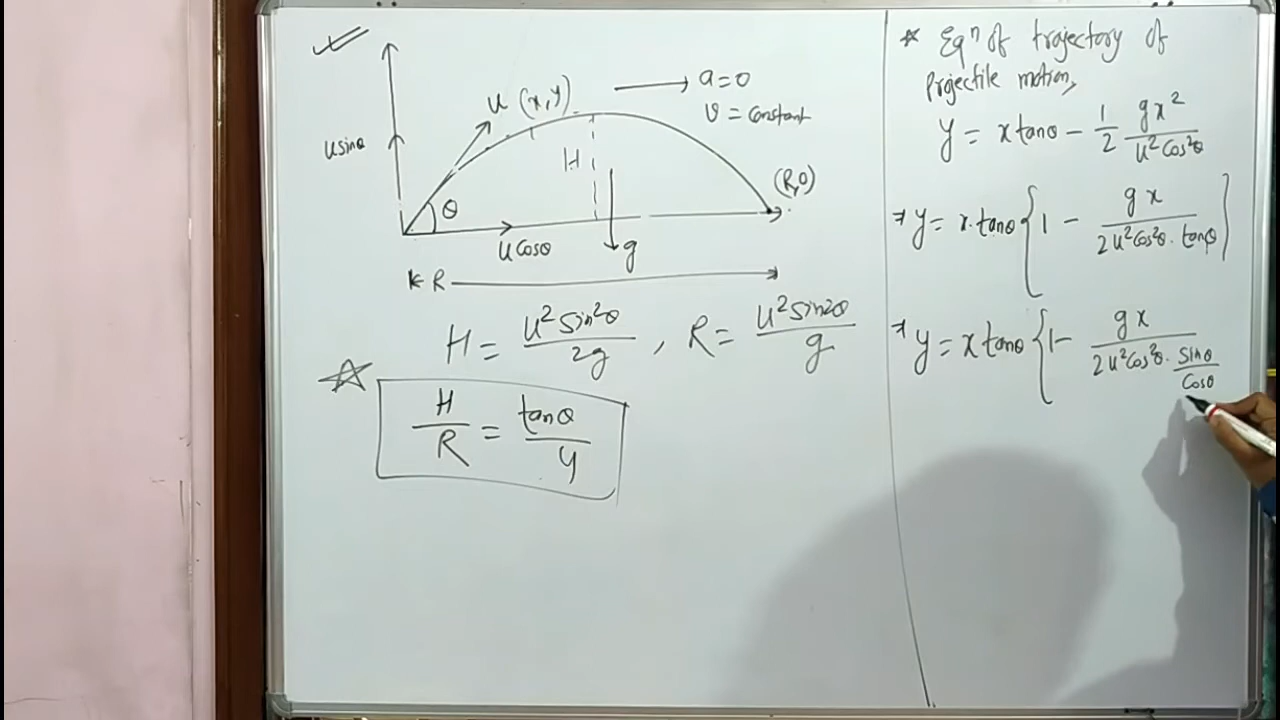 u (x,y)
a=0
v = constant
usinθ
H
(R,0)
θ
ucosθ
g
R
H = u²sin²θ/2g , R = u²sin2θ/g
H/R = tanθ/y
* Eqⁿ of trajectory of
Projectile motion,
y = x tanθ - 1/2 gx²/u²cos²θ
⇒ y = x·tanθ { 1 - gx/2u²cos²θ·tanθ }
⇒ y = x tanθ { 1 - gx/2u²cos²θ·sinθ/cosθ